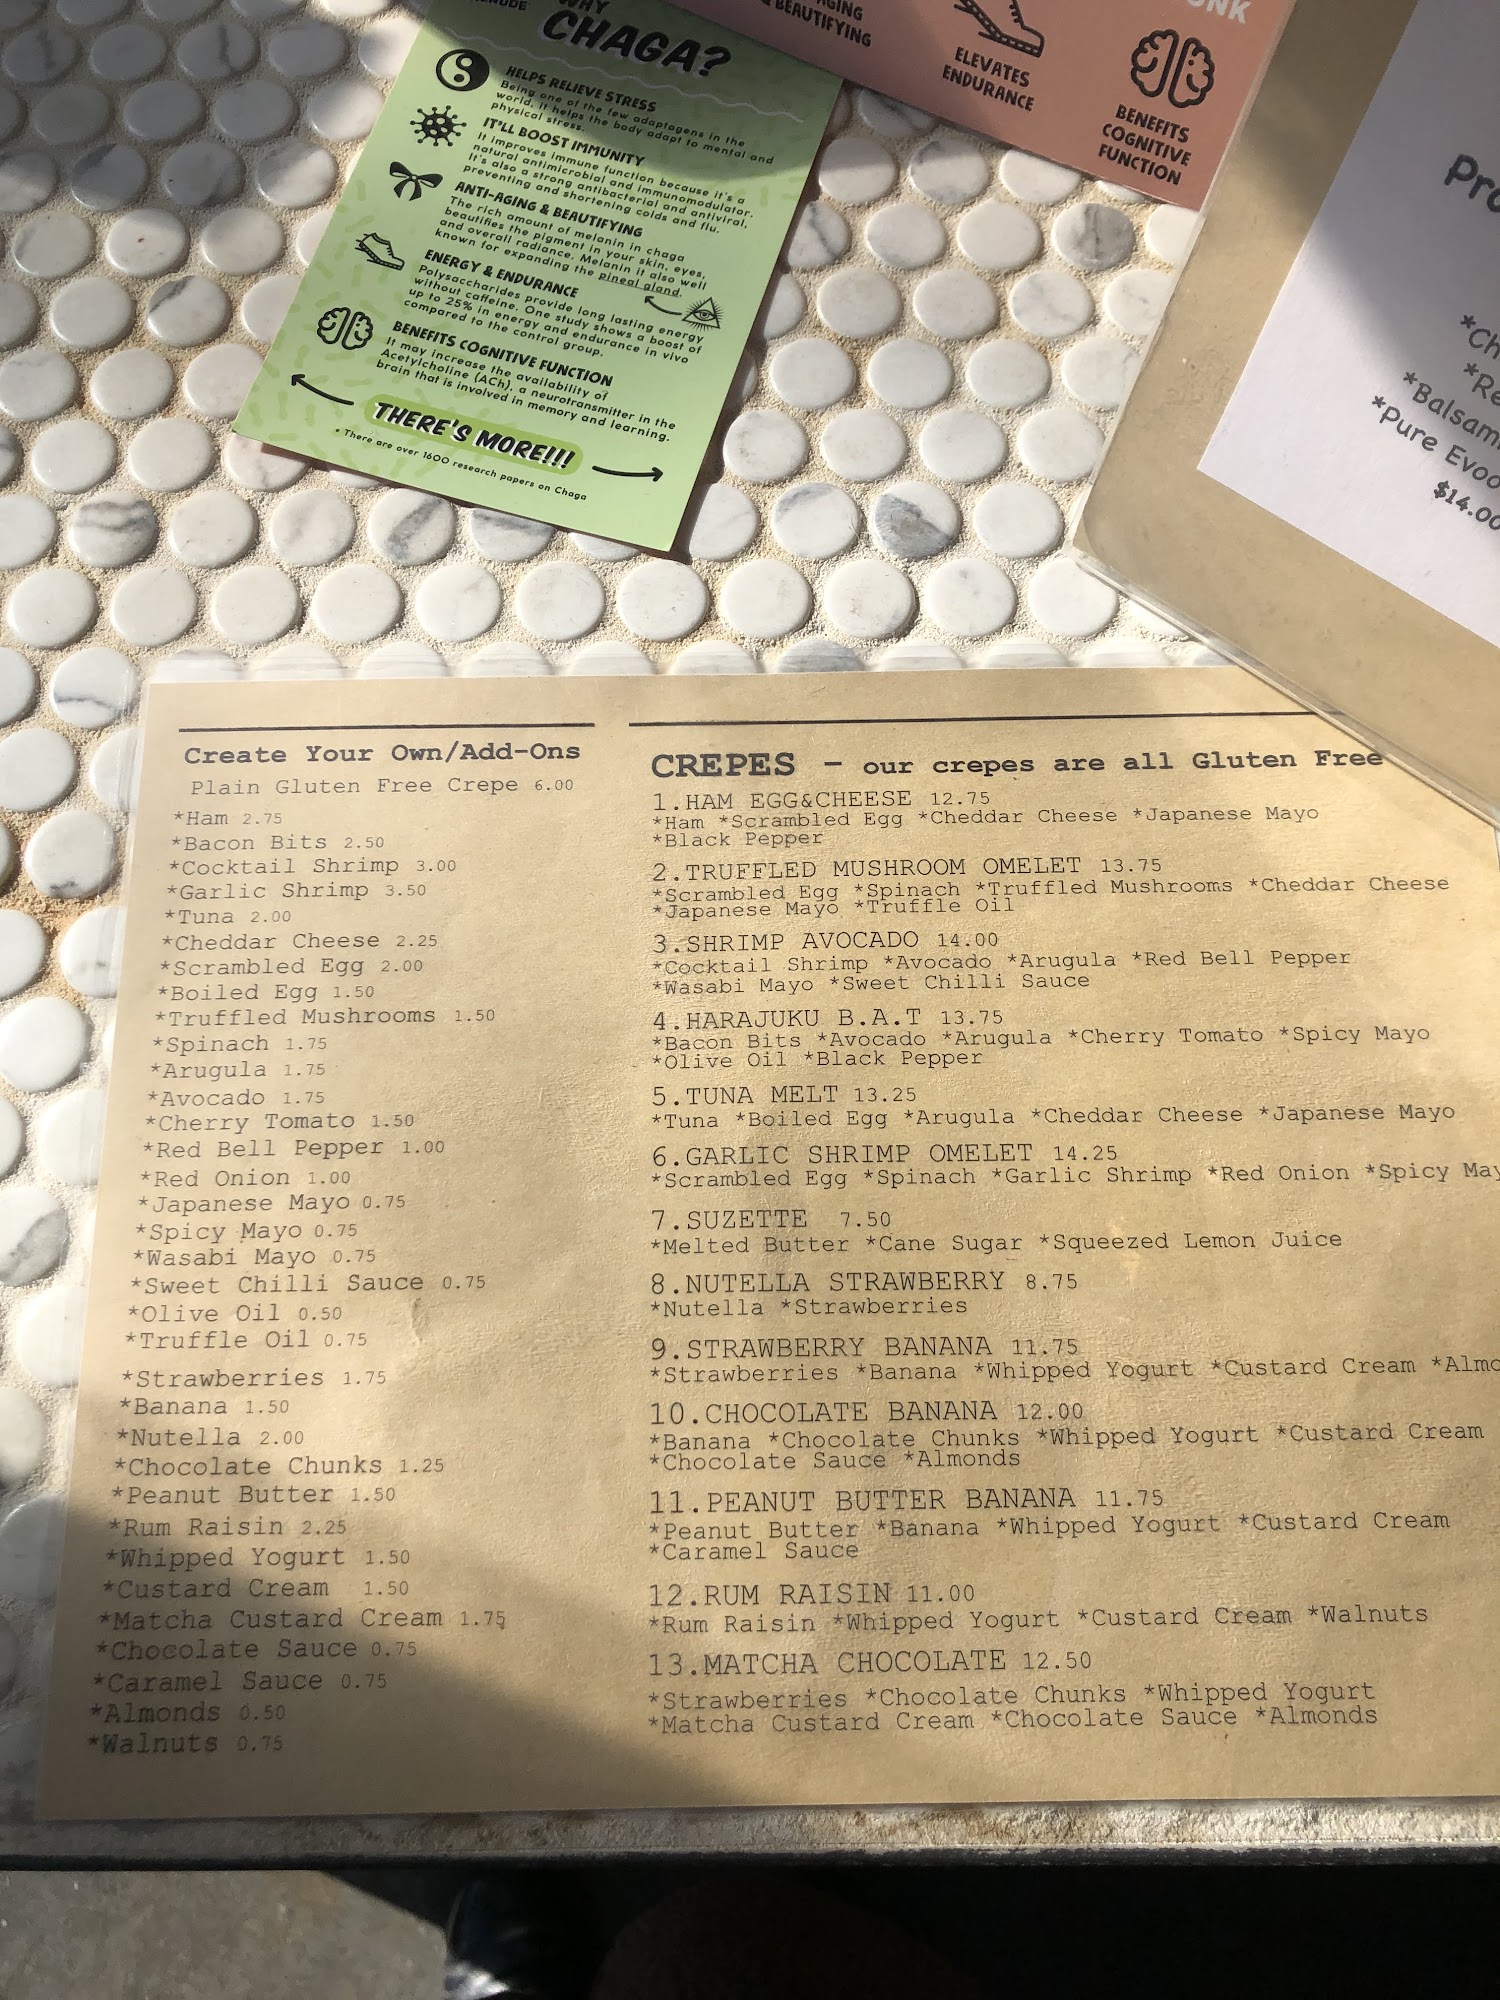 WHY
CHAGA?
HELPS RELIEVE STRESS
Being one of the few adaptogens in the
world, it helps the body adapt to mental and
physical stress.
IT'LL BOOST IMMUNITY
It improves immune function because it's a
natural antimicrobial and immunomodulator.
It's also a strong antibacterial and antiviral,
preventing and shortening colds and flu.
ANTI-AGING & BEAUTIFYING
The rich amount of melanin in chaga
beautifies the pigment in your skin, eyes,
and overall radiance. Melanin it also well
known for expanding the pineal gland.
ENERGY & ENDURANCE
Polysaccharides provide long lasting energy
without caffeine. One study shows a boost of
up to 25% in energy and endurance in vivo
compared to the control group.
BENEFITS COGNITIVE FUNCTION
It may increase the availability of
Acetylcholine (ACh), a neurotransmitter in the
brain that is involved in memory and learning.
THERE'S MORE!!!
* There are over 1600 research papers on Chaga
BEAUTIFYING
ELEVATES
ENDURANCE
BENEFITS
COGNITIVE
FUNCTION
*Balsam
*Pure Evoo
$14.00
Create Your Own/Add-Ons
Plain Gluten Free Crepe 6.00
*Ham 2.75
*Bacon Bits 2.50
*Cocktail Shrimp 3.00
*Garlic Shrimp 3.50
*Tuna 2.00
*Cheddar Cheese 2.25
*Scrambled Egg 2.00
*Boiled Egg 1.50
*Truffled Mushrooms 1.50
*Spinach 1.75
*Arugula 1.75
*Avocado 1.75
*Cherry Tomato 1.50
*Red Bell Pepper 1.00
*Red Onion 1.00
*Japanese Mayo 0.75
*Spicy Mayo 0.75
*Wasabi Mayo 0.75
*Sweet Chilli Sauce 0.75
*Olive Oil 0.50
*Truffle Oil 0.75
*Strawberries 1.75
*Banana 1.50
*Nutella 2.00
*Chocolate Chunks 1.25
*Peanut Butter 1.50
*Rum Raisin 2.25
*Whipped Yogurt 1.50
*Custard Cream 1.50
*Matcha Custard Cream 1.75
*Chocolate Sauce 0.75
*Caramel Sauce 0.75
*Almonds 0.50
*Walnuts 0.75
CREPES - our crepes are all Gluten Free
1.HAM EGG&CHEESE 12.75
*Ham *Scrambled Egg *Cheddar Cheese *Japanese Mayo
*Black Pepper
2.TRUFFLED MUSHROOM OMELET 13.75
*Scrambled Egg *Spinach *Truffled Mushrooms *Cheddar Cheese
*Japanese Mayo *Truffle Oil
3.SHRIMP AVOCADO 14.00
*Cocktail Shrimp *Avocado *Arugula *Red Bell Pepper
*Wasabi Mayo *Sweet Chilli Sauce
4.HARAJUKU B.A.T 13.75
*Bacon Bits *Avocado *Arugula *Cherry Tomato *Spicy Mayo
*Olive Oil *Black Pepper
5.TUNA MELT 13.25
*Tuna *Boiled Egg *Arugula *Cheddar Cheese *Japanese Mayo
6.GARLIC SHRIMP OMELET 14.25
*Scrambled Egg *Spinach *Garlic Shrimp *Red Onion *Spicy May
7.SUZETTE 7.50
*Melted Butter *Cane Sugar *Squeezed Lemon Juice
8.NUTELLA STRAWBERRY 8.75
*Nutella *Strawberries
9.STRAWBERRY BANANA 11.75
*Strawberries *Banana *Whipped Yogurt *Custard Cream *Almo
10.CHOCOLATE BANANA 12.00
*Banana *Chocolate Chunks *Whipped Yogurt *Custard Cream
*Chocolate Sauce *Almonds
11.PEANUT BUTTER BANANA 11.75
*Peanut Butter *Banana *Whipped Yogurt *Custard Cream
*Caramel Sauce
12.RUM RAISIN 11.00
*Rum Raisin *Whipped Yogurt *Custard Cream *Walnuts
13.MATCHA CHOCOLATE 12.50
*Strawberries *Chocolate Chunks *Whipped Yogurt
*Matcha Custard Cream *Chocolate Sauce *Almonds